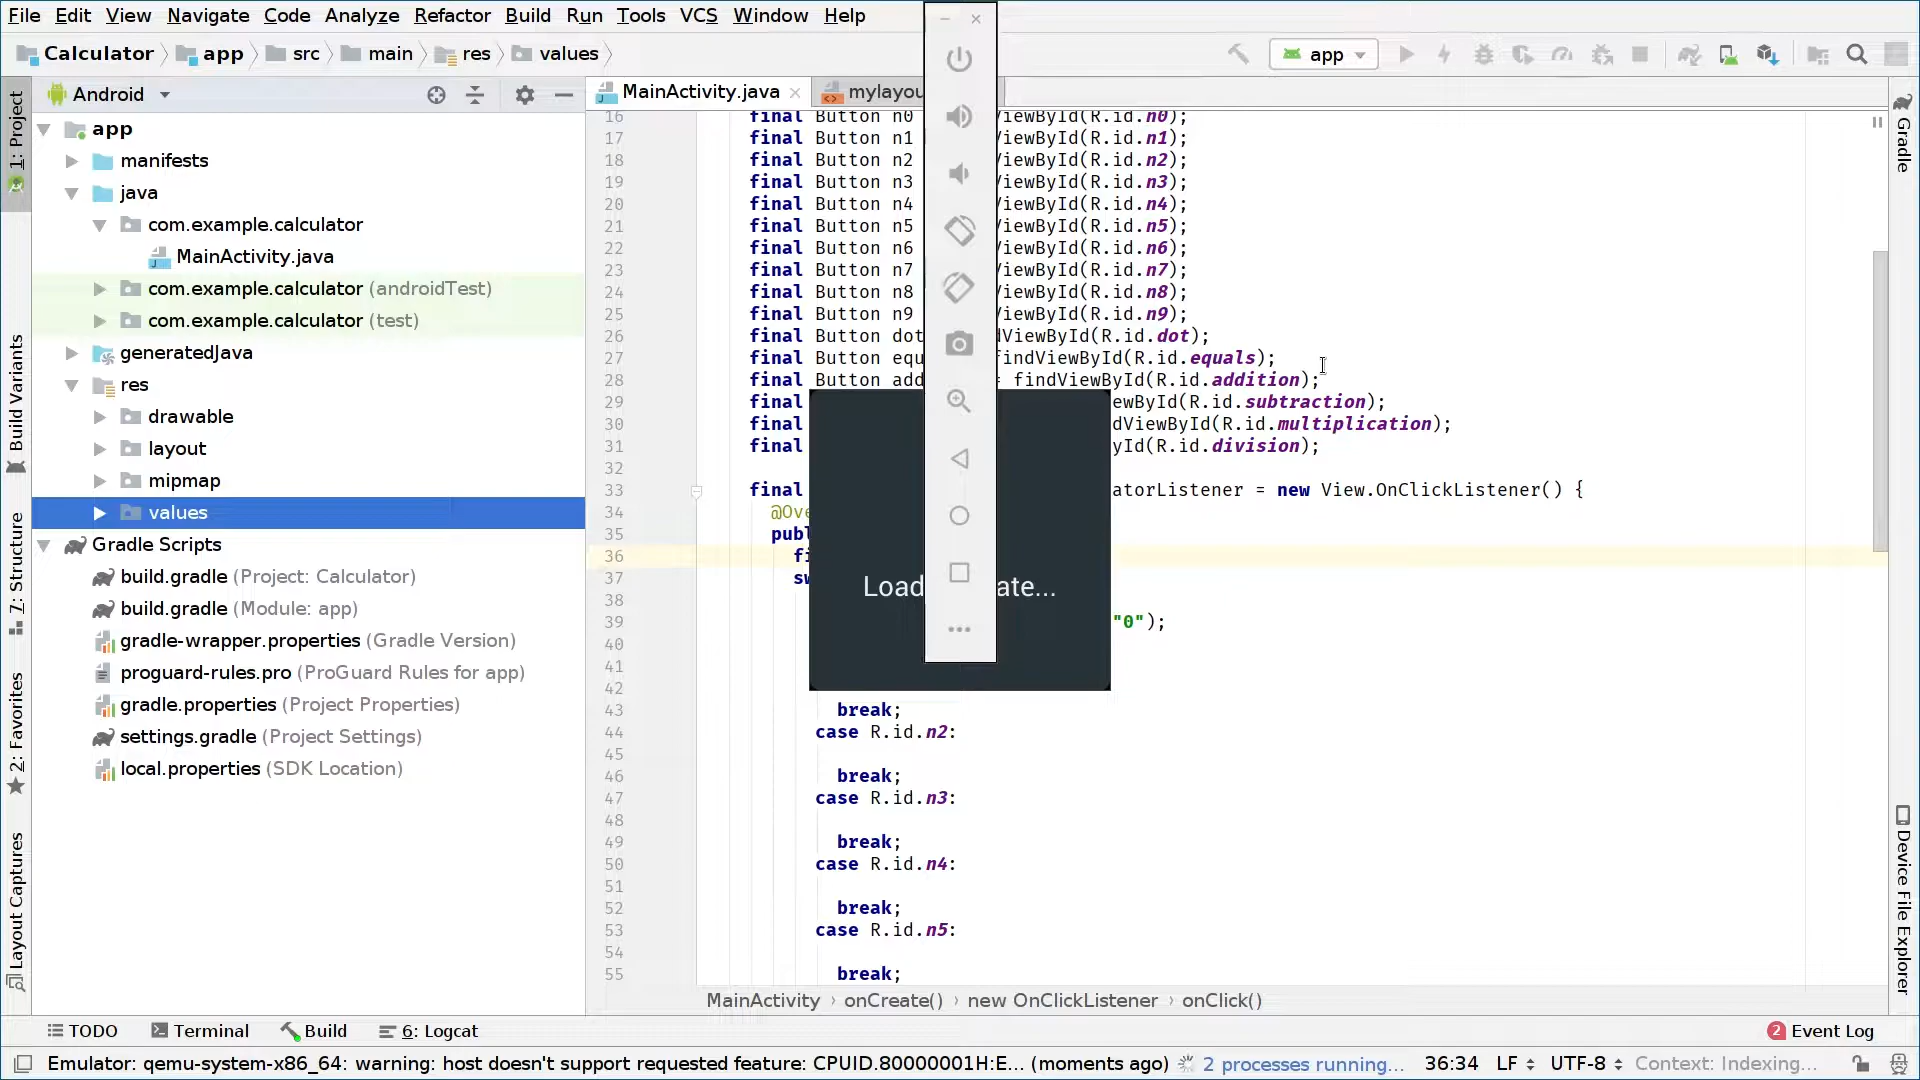 File Edit View Navigate Code Analyze Refactor Build Run Tools VCS Window Help
Calculator app src main res values
app
Android
MainActivity.java mylayou
1: Project
Build Variants
7: Structure
2: Favorites
Layout Captures
app
manifests
java
com.example.calculator
MainActivity.java
com.example.calculator (androidTest)
com.example.calculator (test)
generatedJava
res
drawable
layout
mipmap
values
Gradle Scripts
build.gradle (Project: Calculator)
build.gradle (Module: app)
gradle-wrapper.properties (Gradle Version)
proguard-rules.pro (ProGuard Rules for app)
gradle.properties (Project Properties)
settings.gradle (Project Settings)
local.properties (SDK Location)
16 final Button n0 ViewById(R.id.n0);
17 final Button n1 ViewById(R.id.n1);
18 final Button n2 ViewById(R.id.n2);
19 final Button n3 ViewById(R.id.n3);
20 final Button n4 ViewById(R.id.n4);
21 final Button n5 ViewById(R.id.n5);
22 final Button n6 ViewById(R.id.n6);
23 final Button n7 ViewById(R.id.n7);
24 final Button n8 ViewById(R.id.n8);
25 final Button n9 ViewById(R.id.n9);
26 final Button dot dViewById(R.id.dot);
27 final Button equ findViewById(R.id.equals);
28 final Button add = findViewById(R.id.addition);
29 final ewById(R.id.subtraction);
30 final dViewById(R.id.multiplication);
31 final yId(R.id.division);
32
33 final atorListener = new View.OnClickListener() {
34 @Ove
35 publ
36 fi
37 sw
38
39 "0");
40
41
42
43 break;
44 case R.id.n2:
45
46 break;
47 case R.id.n3:
48
49 break;
50 case R.id.n4:
51
52 break;
53 case R.id.n5:
54
55 break;
Load ate...
MainActivity › onCreate() › new OnClickListener › onClick()
Gradle
Device File Explorer
TODO Terminal Build 6: Logcat 2 Event Log
Emulator: qemu-system-x86_64: warning: host doesn't support requested feature: CPUID.80000001H:E... (moments ago) 2 processes running... 36:34 LF UTF-8 Context: Indexing...